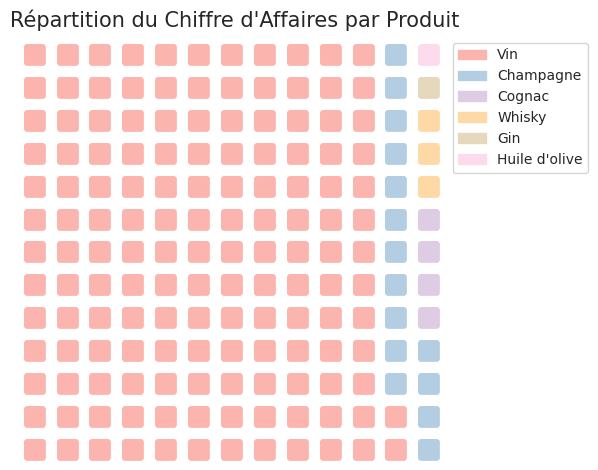 Répartition du Chiffre d'Affaires par Produit
Vin
Champagne
Cognac
Whisky
Gin
Huile d'olive